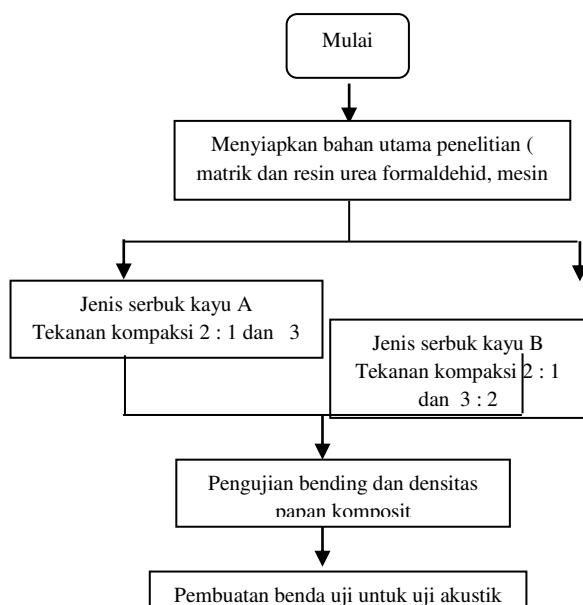 Mulai
Menyiapkan bahan utama penelitian (
matrik dan resin urea formaldehid, mesin
Jenis serbuk kayu A
Tekanan kompaksi 2 : 1 dan 3
Jenis serbuk kayu B
Tekanan kompaksi 2 : 1
dan 3 : 2
Pengujian bending dan densitas
papan komposit
Pembuatan benda uji untuk uji akustik